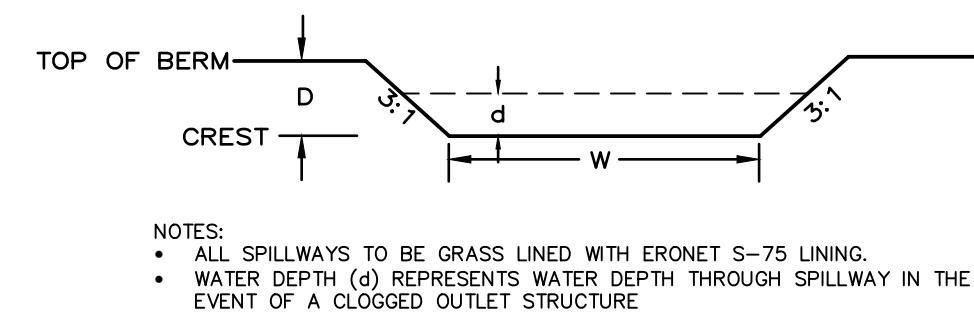 TOP OF BERM
D
3:1
d
3:1
CREST
W
NOTES:
• ALL SPILLWAYS TO BE GRASS LINED WITH ERONET S-75 LINING.
• WATER DEPTH (d) REPRESENTS WATER DEPTH THROUGH SPILLWAY IN THE
EVENT OF A CLOGGED OUTLET STRUCTURE